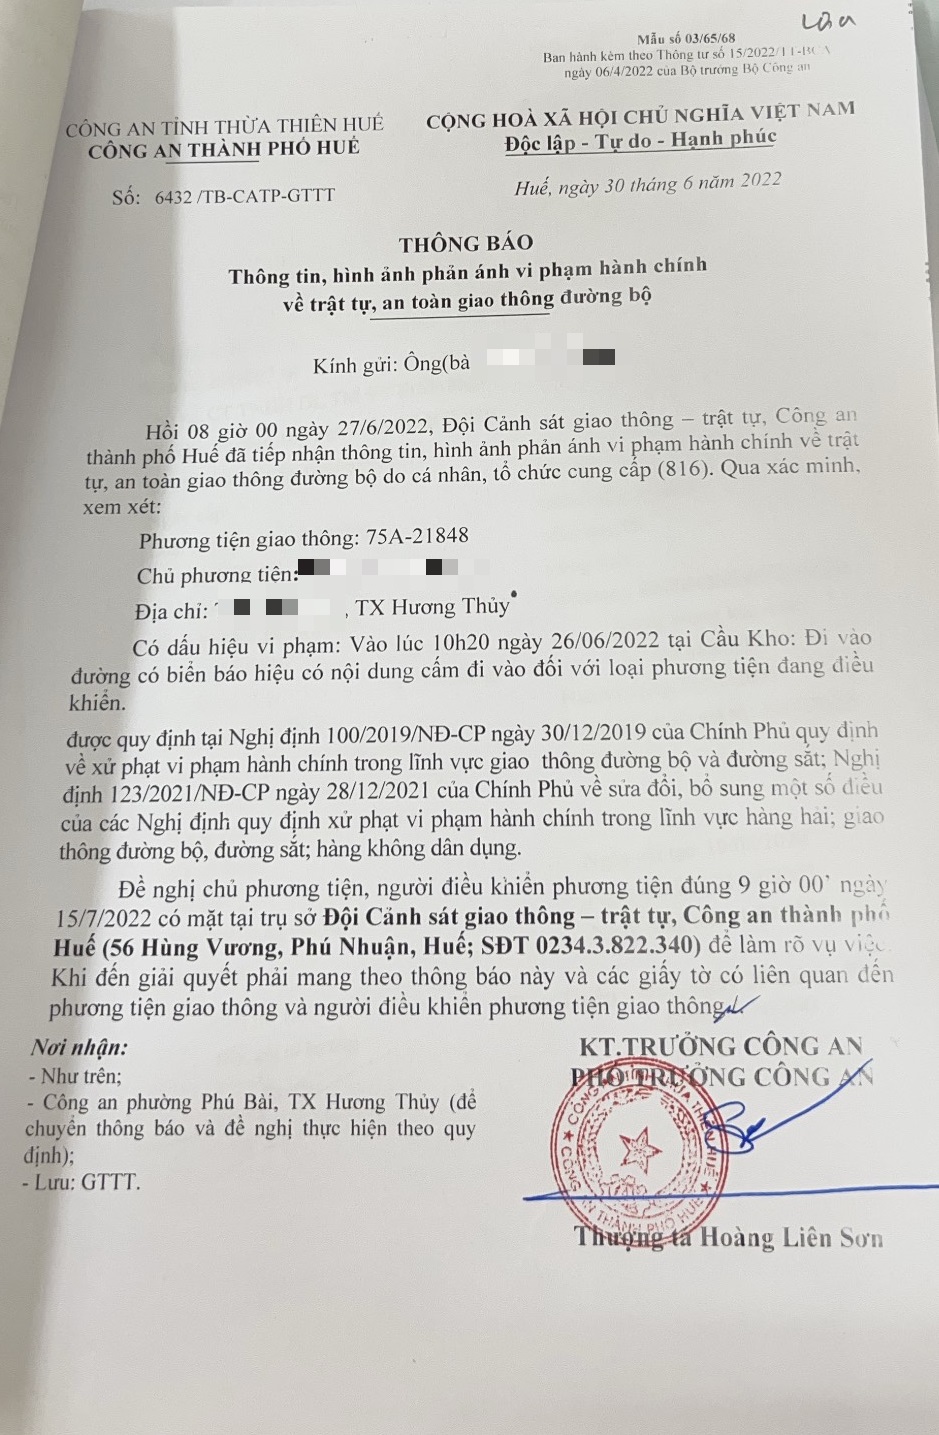 Mẫu số 03/65/68
Ban hành kèm theo Thông tư số 15/2022/TT-BCA
ngày 06/4/2022 của Bộ trưởng Bộ Công an
CÔNG AN TỈNH THỪA THIÊN HUẾ
CÔNG AN THÀNH PHỐ HUẾ
Số: 6432 /TB-CATP-GTTT
CỘNG HOÀ XÃ HỘI CHỦ NGHĨA VIỆT NAM
Độc lập - Tự do - Hạnh phúc
Huế, ngày 30 tháng 6 năm 2022
THÔNG BÁO
Thông tin, hình ảnh phản ánh vi phạm hành chính
về trật tự, an toàn giao thông đường bộ
Kính gửi: Ông(bà
Hồi 08 giờ 00 ngày 27/6/2022, Đội Cảnh sát giao thông – trật tự, Công an
thành phố Huế đã tiếp nhận thông tin, hình ảnh phản ánh vi phạm hành chính về trật
tự, an toàn giao thông đường bộ do cá nhân, tổ chức cung cấp (816). Qua xác minh,
xem xét:
Phương tiện giao thông: 75A-21848
Chủ phương tiện:
Địa chỉ: , TX Hương Thủy
Có dấu hiệu vi phạm: Vào lúc 10h20 ngày 26/06/2022 tại Cầu Kho: Đi vào
đường có biển báo hiệu có nội dung cấm đi vào đối với loại phương tiện đang điều
khiển.
được quy định tại Nghị định 100/2019/NĐ-CP ngày 30/12/2019 của Chính Phủ quy định
về xử phạt vi phạm hành chính trong lĩnh vực giao thông đường bộ và đường sắt; Nghị
định 123/2021/NĐ-CP ngày 28/12/2021 của Chính Phủ về sửa đổi, bổ sung một số điều
của các Nghị định quy định xử phạt vi phạm hành chính trong lĩnh vực hàng hải; giao
thông đường bộ, đường sắt; hàng không dân dụng.
Đề nghị chủ phương tiện, người điều khiển phương tiện đúng 9 giờ 00' ngày
15/7/2022 có mặt tại trụ sở Đội Cảnh sát giao thông – trật tự, Công an thành phố
Huế (56 Hùng Vương, Phú Nhuận, Huế; SĐT 0234.3.822.340) để làm rõ vụ việc.
Khi đến giải quyết phải mang theo thông báo này và các giấy tờ có liên quan đến
phương tiện giao thông và người điều khiển phương tiện giao thông.
Nơi nhận:
- Như trên;
- Công an phường Phú Bài, TX Hương Thủy (để
chuyển thông báo và đề nghị thực hiện theo quy
định);
- Lưu: GTTT.
KT.TRƯỞNG CÔNG AN
PHÓ TRƯỞNG CÔNG AN
CÔNG AN TỈNH THỪA THIÊN HUẾ
CÔNG AN THÀNH PHỐ HUẾ
Thượng tá Hoàng Liên Sơn